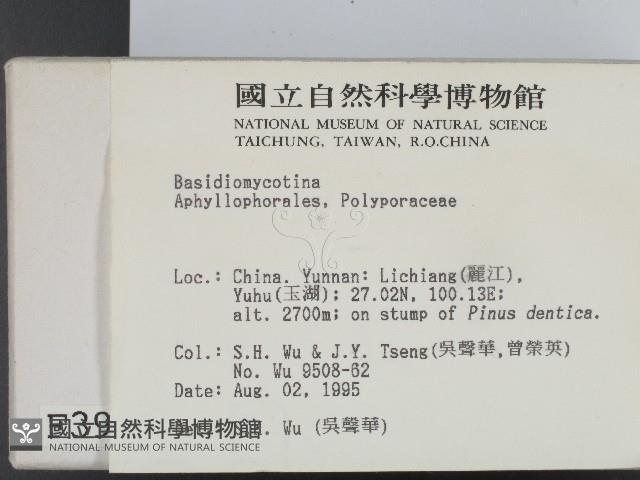 國立自然科學博物館
NATIONAL MUSEUM OF NATURAL SCIENCE
TAICHUNG, TAIWAN, R.O.CHINA
Basidiomycotina
Aphyllophorales, Polyporaceae
Loc.: China. Yunnan: Lichiang(麗江),
Yuhu(玉湖); 27.02N, 100.13E;
alt. 2700m; on stump of Pinus dentica.
Col.: S.H. Wu & J.Y. Tseng(吳聲華,曾榮英)
No. Wu 9508-62
Date: Aug. 02, 1995
Wu (吳聲華)
國立自然科學博物館
NATIONAL MUSEUM OF NATURAL SCIENCE